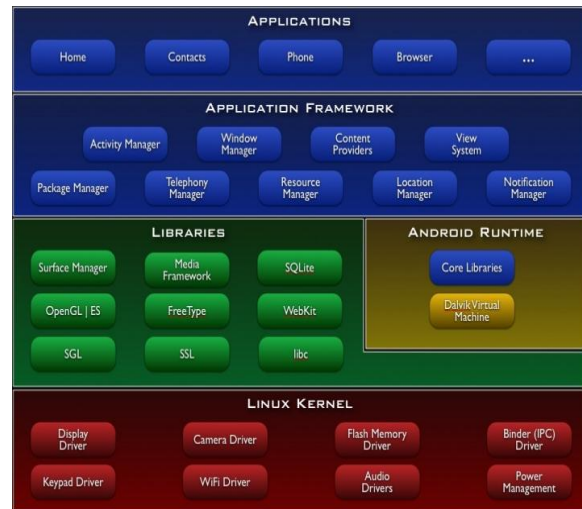 APPLICATIONS
Home
Contacts
Phone
Browser
...
APPLICATION FRAMEWORK
Activity Manager
Window
Manager
Content
Providers
View
System
Package Manager
Telephony
Manager
Resource
Manager
Location
Manager
Notification
Manager
LIBRARIES
Surface Manager
Media
Framework
SQLite
OpenGL | ES
FreeType
WebKit
SGL
SSL
libc
ANDROID RUNTIME
Core Libraries
Dalvik Virtual
Machine
LINUX KERNEL
Display
Driver
Camera Driver
Flash Memory
Driver
Binder (IPC)
Driver
Keypad Driver
WiFi Driver
Audio
Drivers
Power
Management